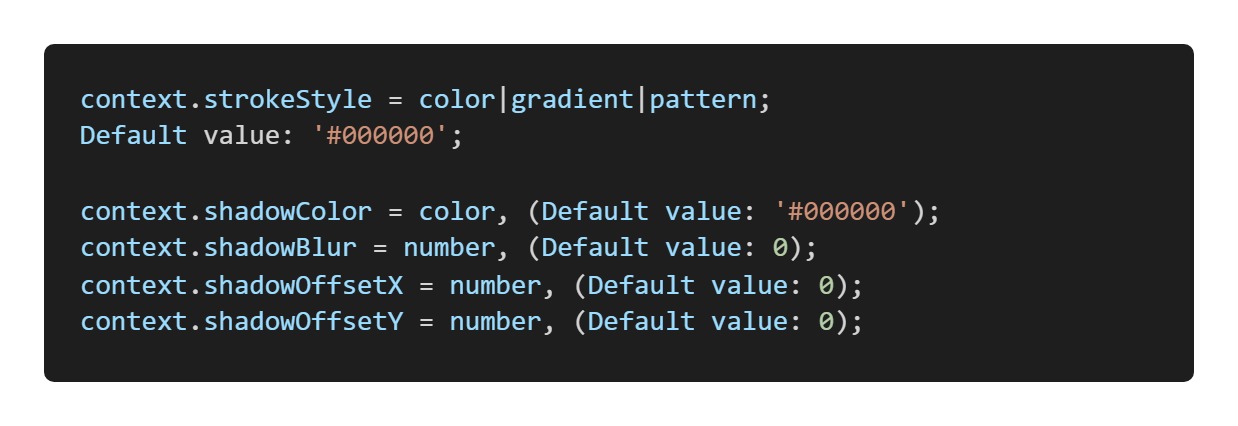 context.strokeStyle = color|gradient|pattern;
Default value: '#000000';
context.shadowColor = color, (Default value: '#000000');
context.shadowBlur = number, (Default value: 0);
context.shadowOffsetX = number, (Default value: 0);
context.shadowOffsetY = number, (Default value: 0);